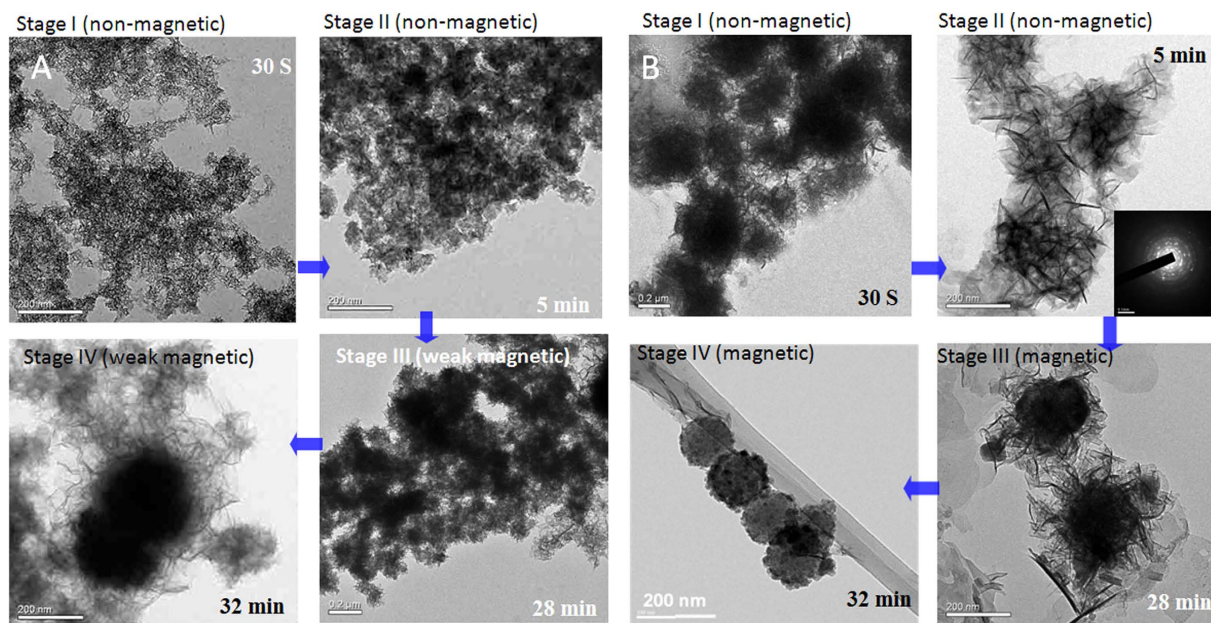 Stage I (non-magnetic)
A
30 S
200 nm
Stage II (non-magnetic)
5 min
200 nm
Stage III (weak magnetic)
28 min
0.2 µm
Stage IV (weak magnetic)
32 min
200 nm
Stage I (non-magnetic)
B
30 S
0.2 µm
Stage II (non-magnetic)
5 min
200 nm
Stage III (magnetic)
28 min
200 nm
Stage IV (magnetic)
32 min
200 nm